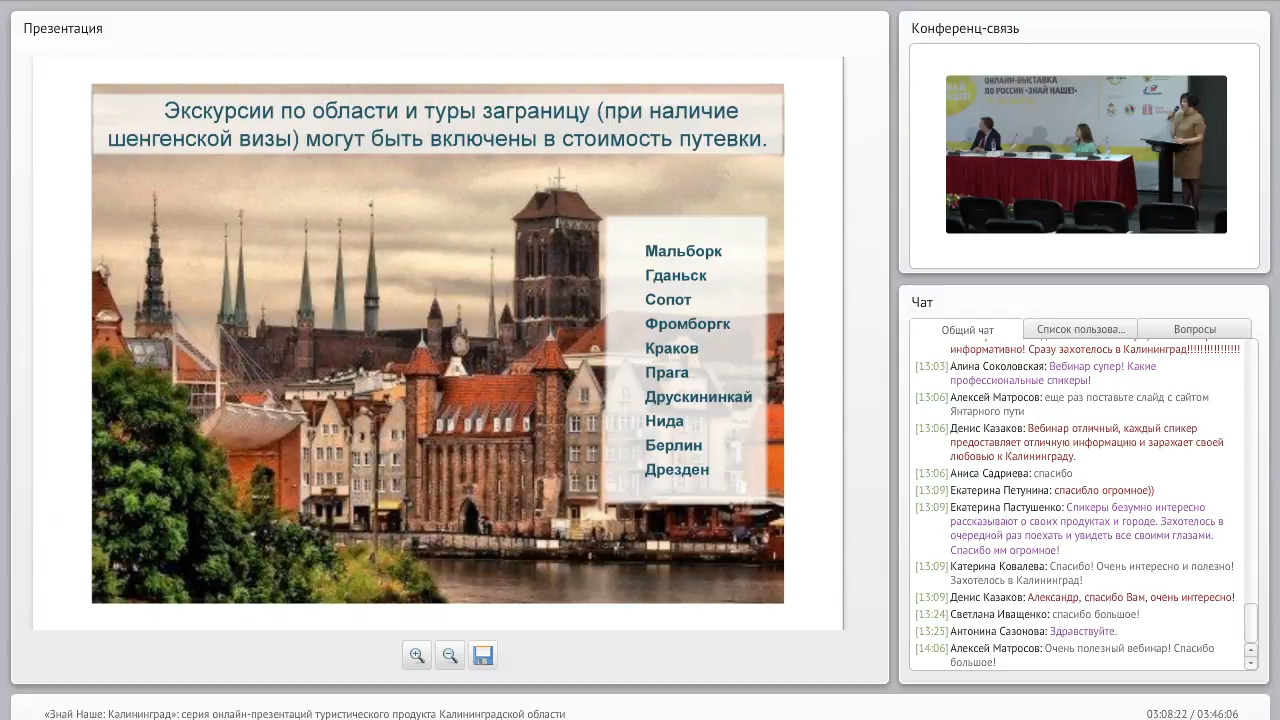 Презентация
Экскурсии по области и туры заграницу (при наличие
шенгенской визы) могут быть включены в стоимость путевки.
Мальборк
Гданьск
Сопот
Фромборгк
Краков
Прага
Друскининкай
Нида
Берлин
Дрезден
Конференц-связь
ОНЛАЙН-ВЫСТАВКА
ПО РОССИИ «ЗНАЙ НАШЕ!»
Чат
Общий чат
Список пользова...
Вопросы
информативно! Сразу захотелось в Калининград!!!!!!!!!!!!!!!!
[13:03] Алина Соколовская: Вебинар супер! Какие
профессиональные спикеры!
[13:06] Алексей Матросов: еще раз поставьте слайд с сайтом
Янтарного пути
[13:06] Денис Казаков: Вебинар отличный, каждый спикер
предоставляет отличную информацию и заражает своей
любовью к Калининграду.
[13:06] Аниса Садриева: спасибо
[13:09] Екатерина Петунина: спасибло огромное))
[13:09] Екатерина Пастушенко: Спикеры безумно интересно
рассказывают о своих продуктах и городе. Захотелось в
очередной раз поехать и увидеть все своими глазами.
Спасибо им огромное!
[13:09] Катерина Ковалева: Спасибо! Очень интересно и полезно!
Захотелось в Калининград!
[13:09] Денис Казаков: Александр, спасибо Вам, очень интересно!
[13:24] Светлана Иващенко: спасибо большое!
[13:25] Антонина Сазонова: Здравствуйте.
[14:06] Алексей Матросов: Очень полезный вебинар! Спасибо
большое!
«Знай Наше: Калининград»: серия онлайн-презентаций туристического продукта Калининградской области
03:08:22 / 03:46:06